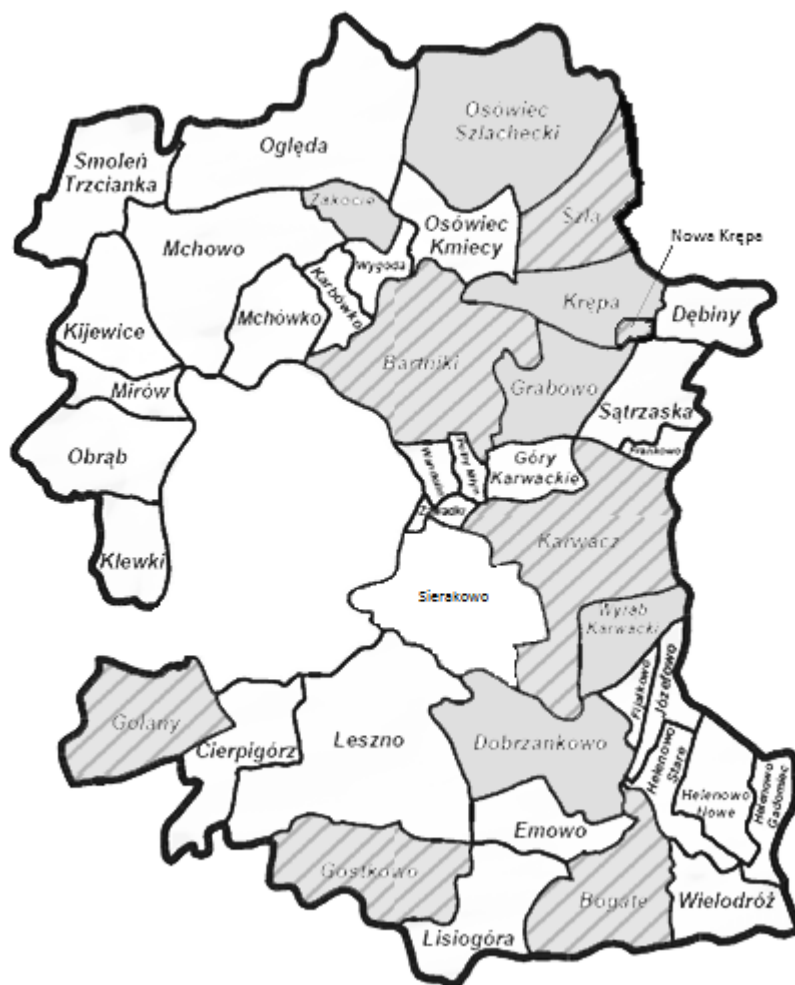 Osówiec
Szlachecki
Smoleń
Trzcianka
Oględa
Zakocie
Szla
Nowa Krępa
Mchowo
Osówiec
Kmiecy
Wygoda
Karbówko
Mchówko
Krępa
Dębiny
Kijewice
Bartniki
Mirów
Grabowo
Sątrzaska
Obrąb
Góry
Karwackie
Frankowo
Klewki
Karwacz
Sierakowo
Wyrąb
Karwacki
Fijałkowo
Józefowo
Golany
Cierpigórz
Leszno
Dobrzankowo
Helenowo
Stare
Helenowo
Nowe
Helenowo
Gadomiec
Emowo
Gostkowo
Bogate
Wielodróż
Lisiogóra